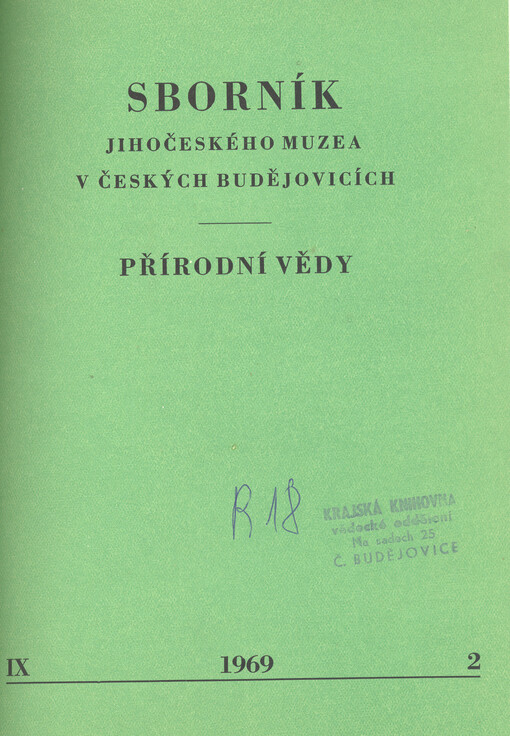 SBORNÍK
JIHOČESKÉHO MUZEA
V ČESKÝCH BUDĚJOVICÍCH
PŘÍRODNÍ VĚDY
R 18
KRAJSKÁ KNIHOVNA
vědecké oddělení
Na sadech 25
Č. BUDĚJOVICE
IX 1969 2